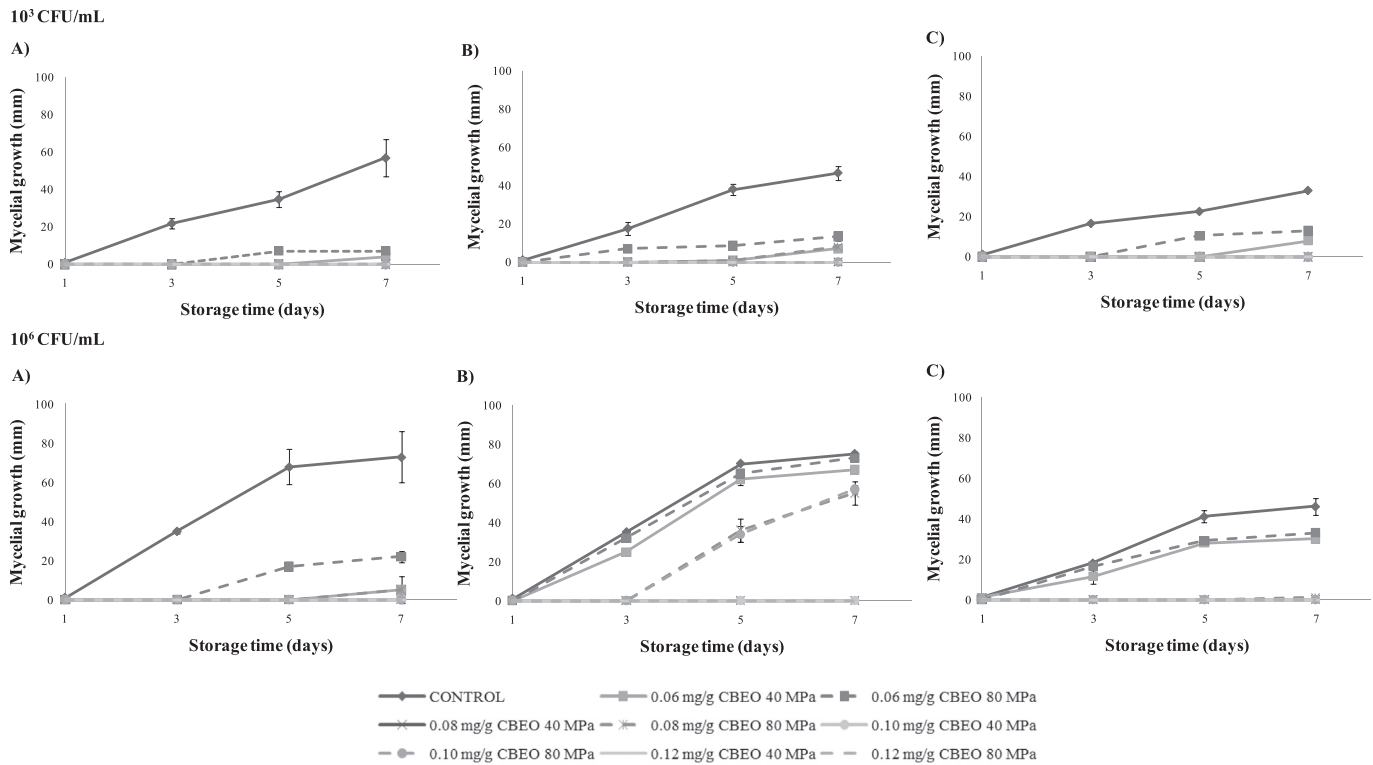 10³ CFU/mL
A)
B)
C)
Mycelial growth (mm)
100
80
60
40
20
0
1 3 5 7
Storage time (days)
Mycelial growth (mm)
100
80
60
40
20
0
1 3 5 7
Storage time (days)
Mycelial growth (mm)
100
80
60
40
20
0
1 3 5 7
Storage time (days)
10⁶ CFU/mL
A)
B)
C)
Mycelial growth (mm)
100
80
60
40
20
0
1 3 5 7
Storage time (days)
Mycelial growth (mm)
100
80
60
40
20
0
1 3 5 7
Storage time (days)
Mycelial growth (mm)
100
80
60
40
20
0
1 3 5 7
Storage time (days)
CONTROL 0.06 mg/g CBEO 40 MPa 0.06 mg/g CBEO 80 MPa
0.08 mg/g CBEO 40 MPa 0.08 mg/g CBEO 80 MPa 0.10 mg/g CBEO 40 MPa
0.10 mg/g CBEO 80 MPa 0.12 mg/g CBEO 40 MPa 0.12 mg/g CBEO 80 MPa